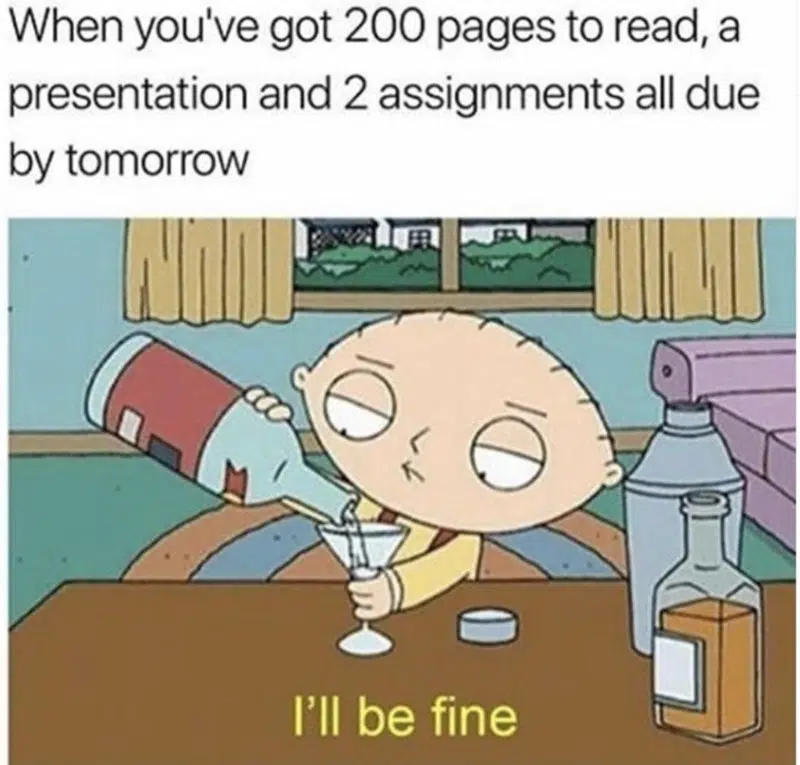 When you've got 200 pages to read, a
presentation and 2 assignments all due
by tomorrow
I'll be fine